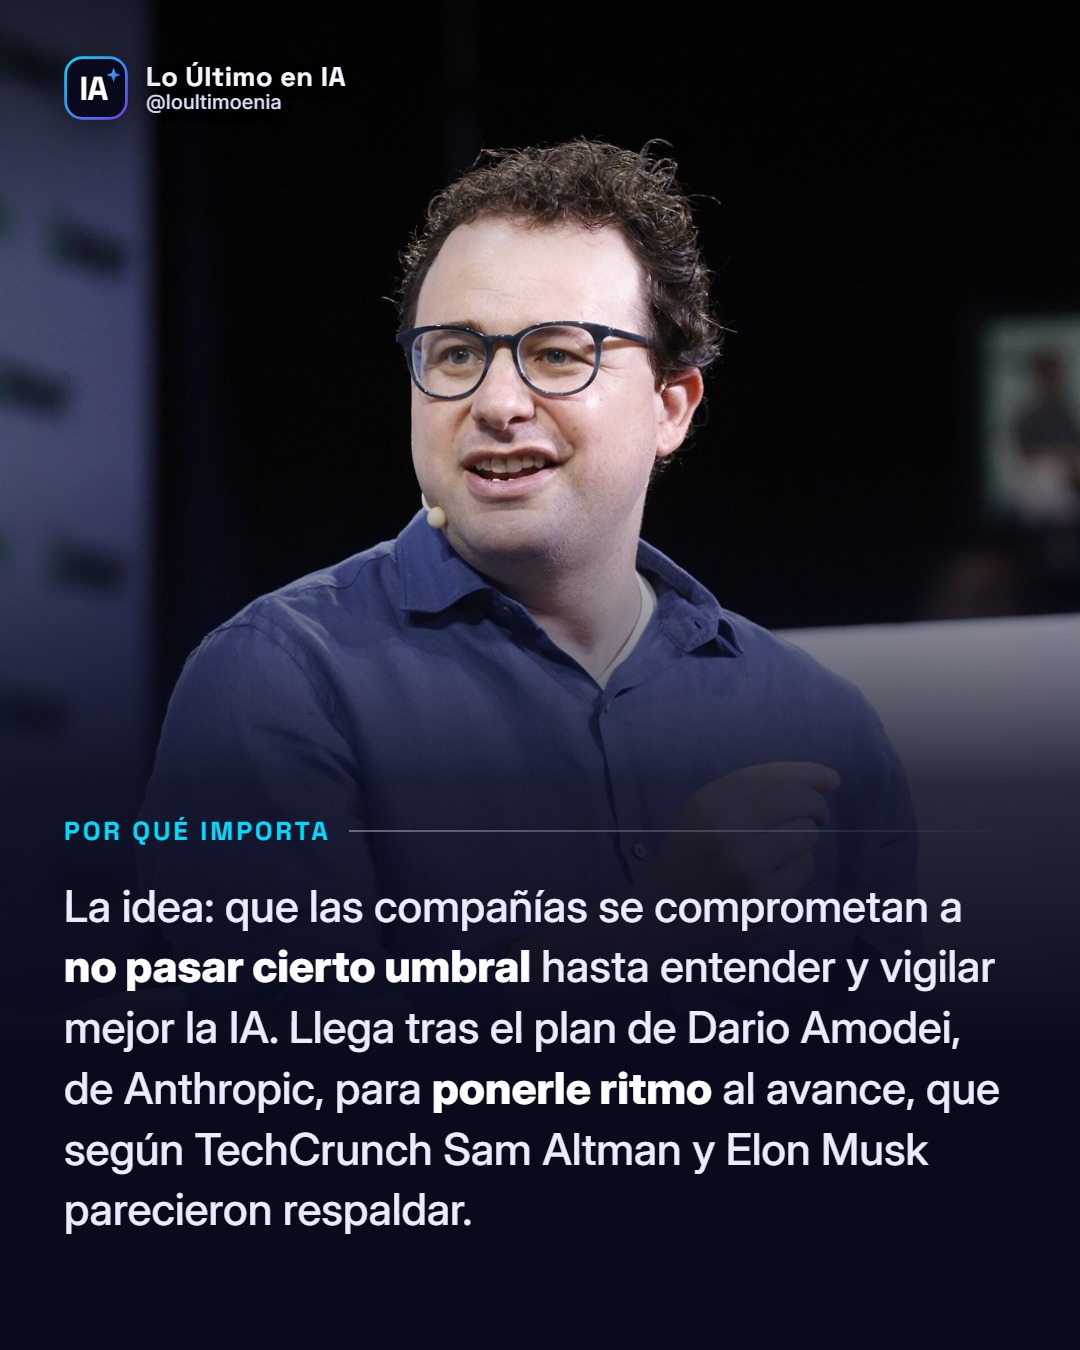 IA
Lo Último en IA
@loultimoenia
POR QUÉ IMPORTA
La idea: que las compañías se comprometan a
no pasar cierto umbral hasta entender y vigilar
mejor la IA. Llega tras el plan de Dario Amodei,
de Anthropic, para ponerle ritmo al avance, que
según TechCrunch Sam Altman y Elon Musk
parecieron respaldar.